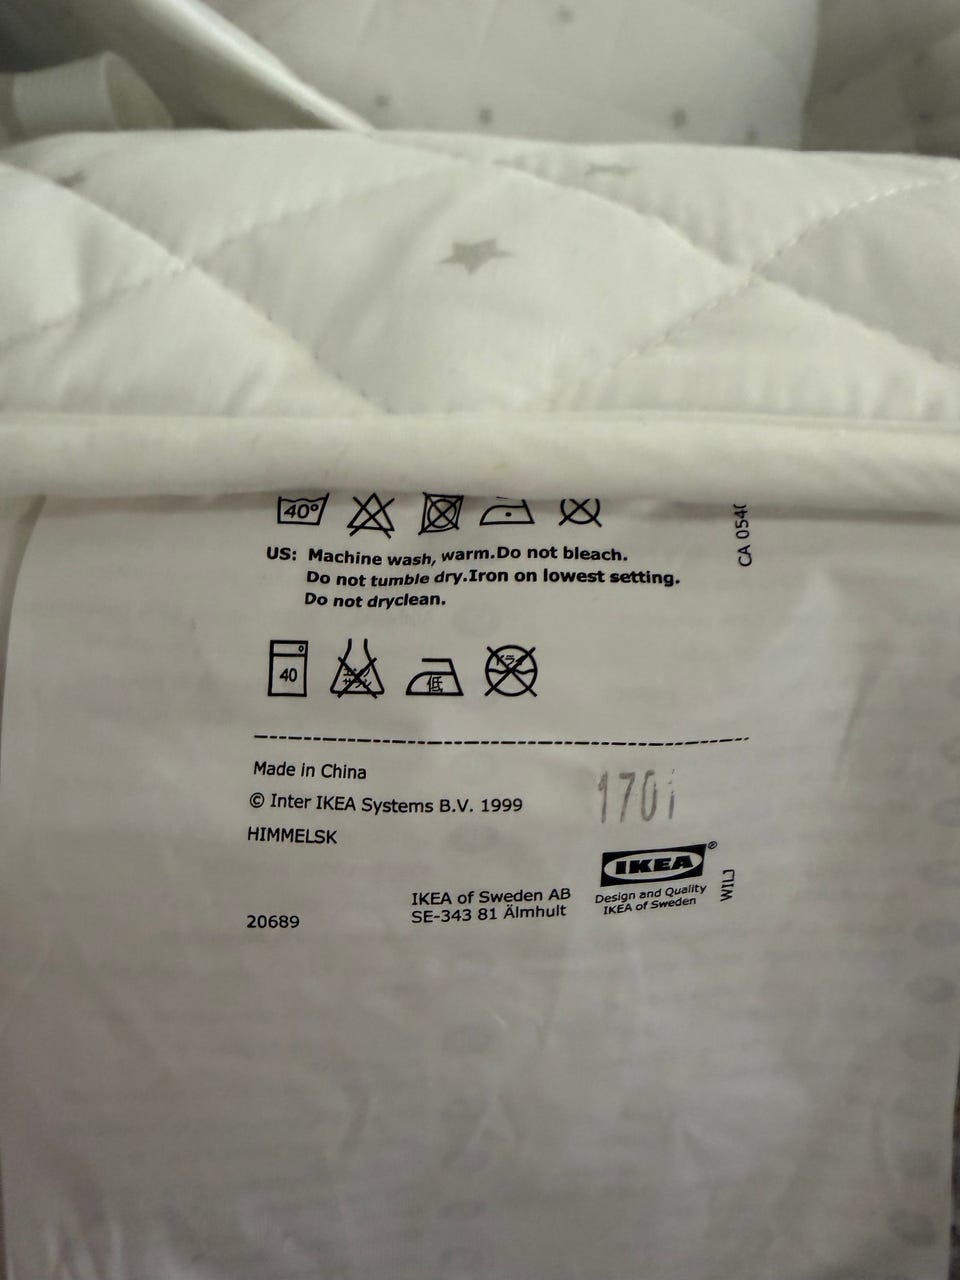 40°
CA 054
US: Machine wash, warm.Do not bleach.
Do not tumble dry.Iron on lowest setting.
Do not dryclean.
40
低
Made in China
© Inter IKEA Systems B.V. 1999
1701
HIMMELSK
IKEA®
Design and Quality
IKEA of Sweden
20689
IKEA of Sweden AB
SE-343 81 Älmhult